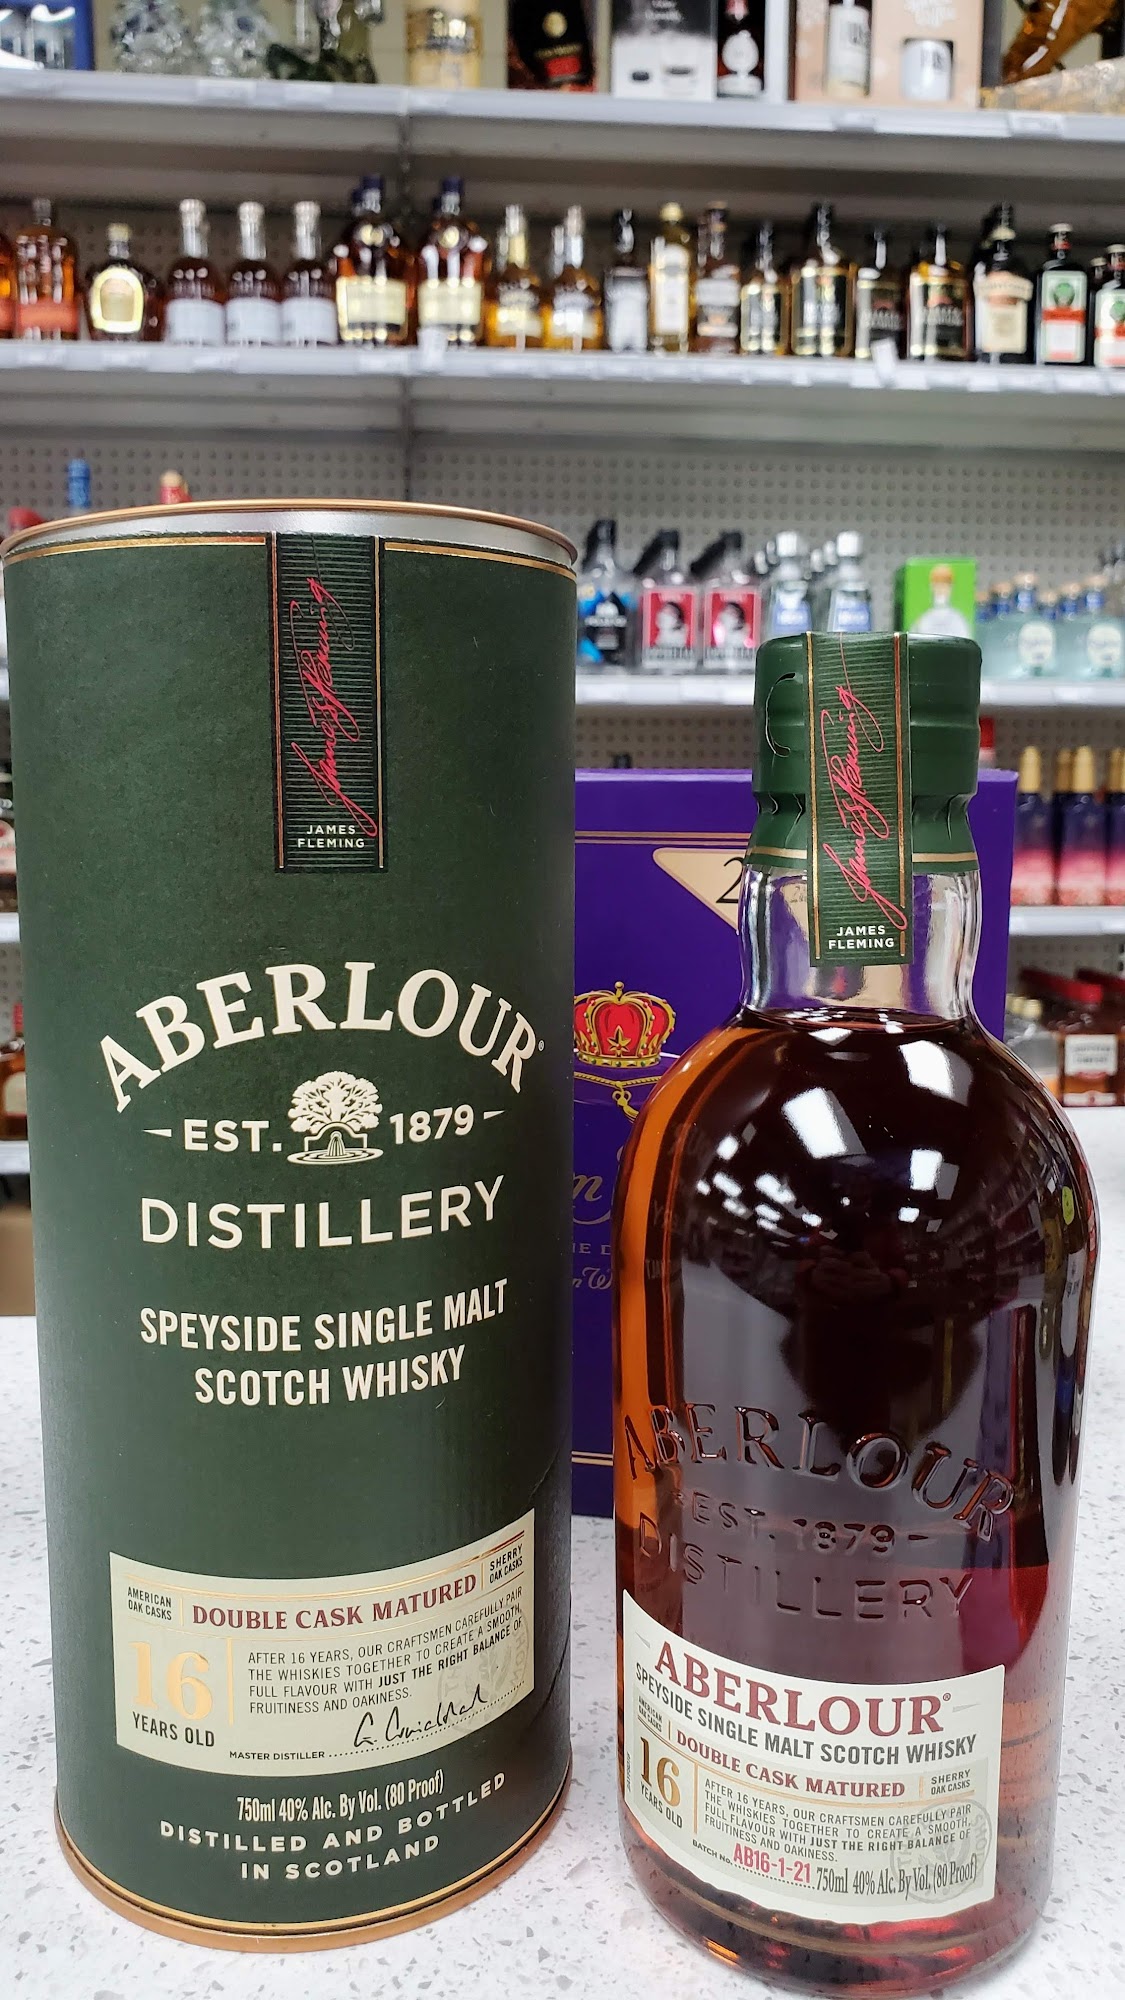 JAMES
FLEMING
ABERLOUR®
EST. 1879
DISTILLERY
SPEYSIDE SINGLE MALT
SCOTCH WHISKY
AMERICAN
OAK CASKS
DOUBLE CASK MATURED
SHERRY
OAK CASKS
16
YEARS OLD
AFTER 16 YEARS, OUR CRAFTSMEN CAREFULLY PAIR
THE WHISKIES TOGETHER TO CREATE A SMOOTH,
FULL FLAVOUR WITH JUST THE RIGHT BALANCE OF
FRUITINESS AND OAKINESS.
MASTER DISTILLER
750ml 40% Alc. By Vol. (80 Proof)
DISTILLED AND BOTTLED
IN SCOTLAND
2
James Fleming
JAMES
FLEMING
ABERLOUR
EST. 1879
DISTILLERY
ABERLOUR®
SPEYSIDE SINGLE MALT SCOTCH WHISKY
AMERICAN
OAK CASKS
DOUBLE CASK MATURED
SHERRY
OAK CASKS
16
YEARS OLD
AFTER 16 YEARS, OUR CRAFTSMEN CAREFULLY PAIR
THE WHISKIES TOGETHER TO CREATE A SMOOTH,
FULL FLAVOUR WITH JUST THE RIGHT BALANCE OF
FRUITINESS AND OAKINESS.
BATCH No. AB16-1-21
750ml 40% Alc. By Vol. (80 Proof)